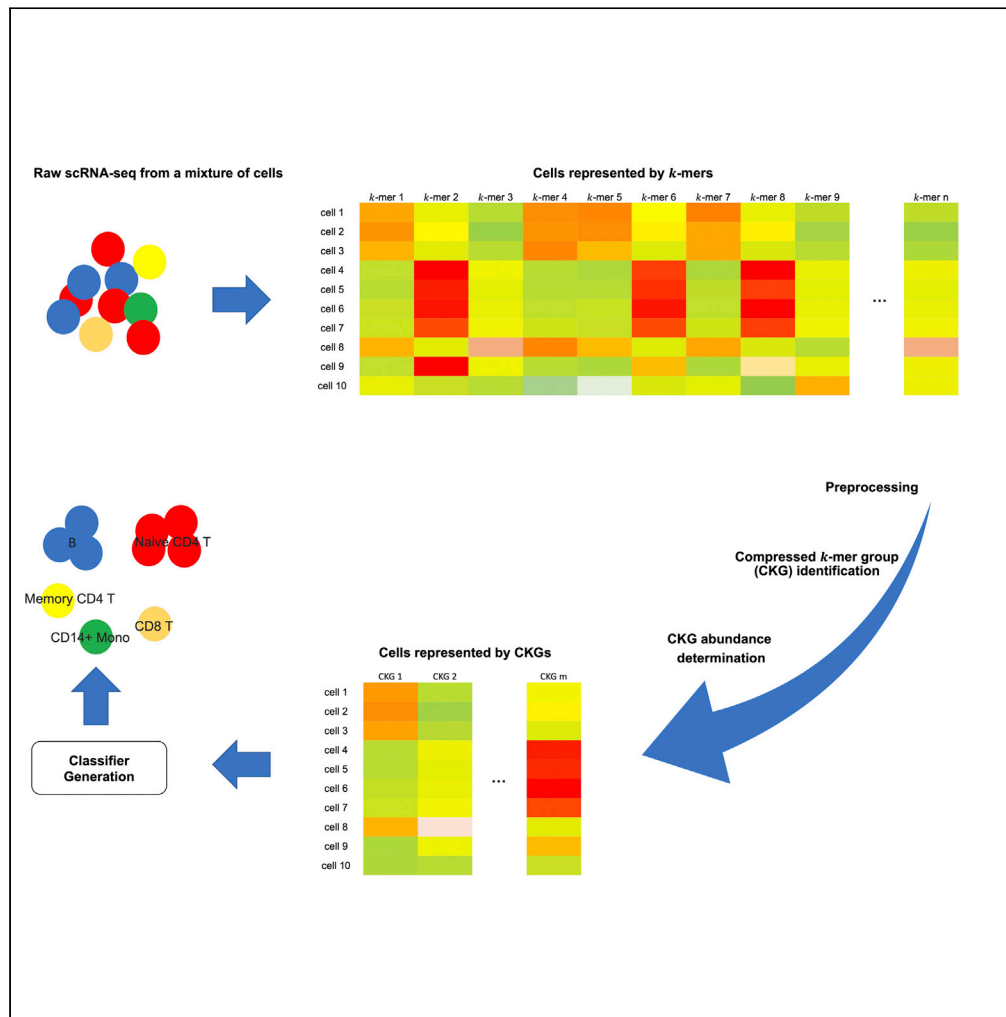 Raw scRNA-seq from a mixture of cells
Cells represented by k-mers
k-mer 1 k-mer 2 k-mer 3 k-mer 4 k-mer 5 k-mer 6 k-mer 7 k-mer 8 k-mer 9 k-mer n
cell 1
cell 2
cell 3
cell 4
cell 5
cell 6
cell 7
cell 8
cell 9
cell 10
...
Preprocessing
Compressed k-mer group
(CKG) identification
CKG abundance
determination
Cells represented by CKGs
CKG 1 CKG 2 CKG m
cell 1
cell 2
cell 3
cell 4
cell 5
cell 6
cell 7
cell 8
cell 9
cell 10
...
Classifier
Generation
B
Naive CD4 T
Memory CD4 T
CD8 T
CD14+ Mono